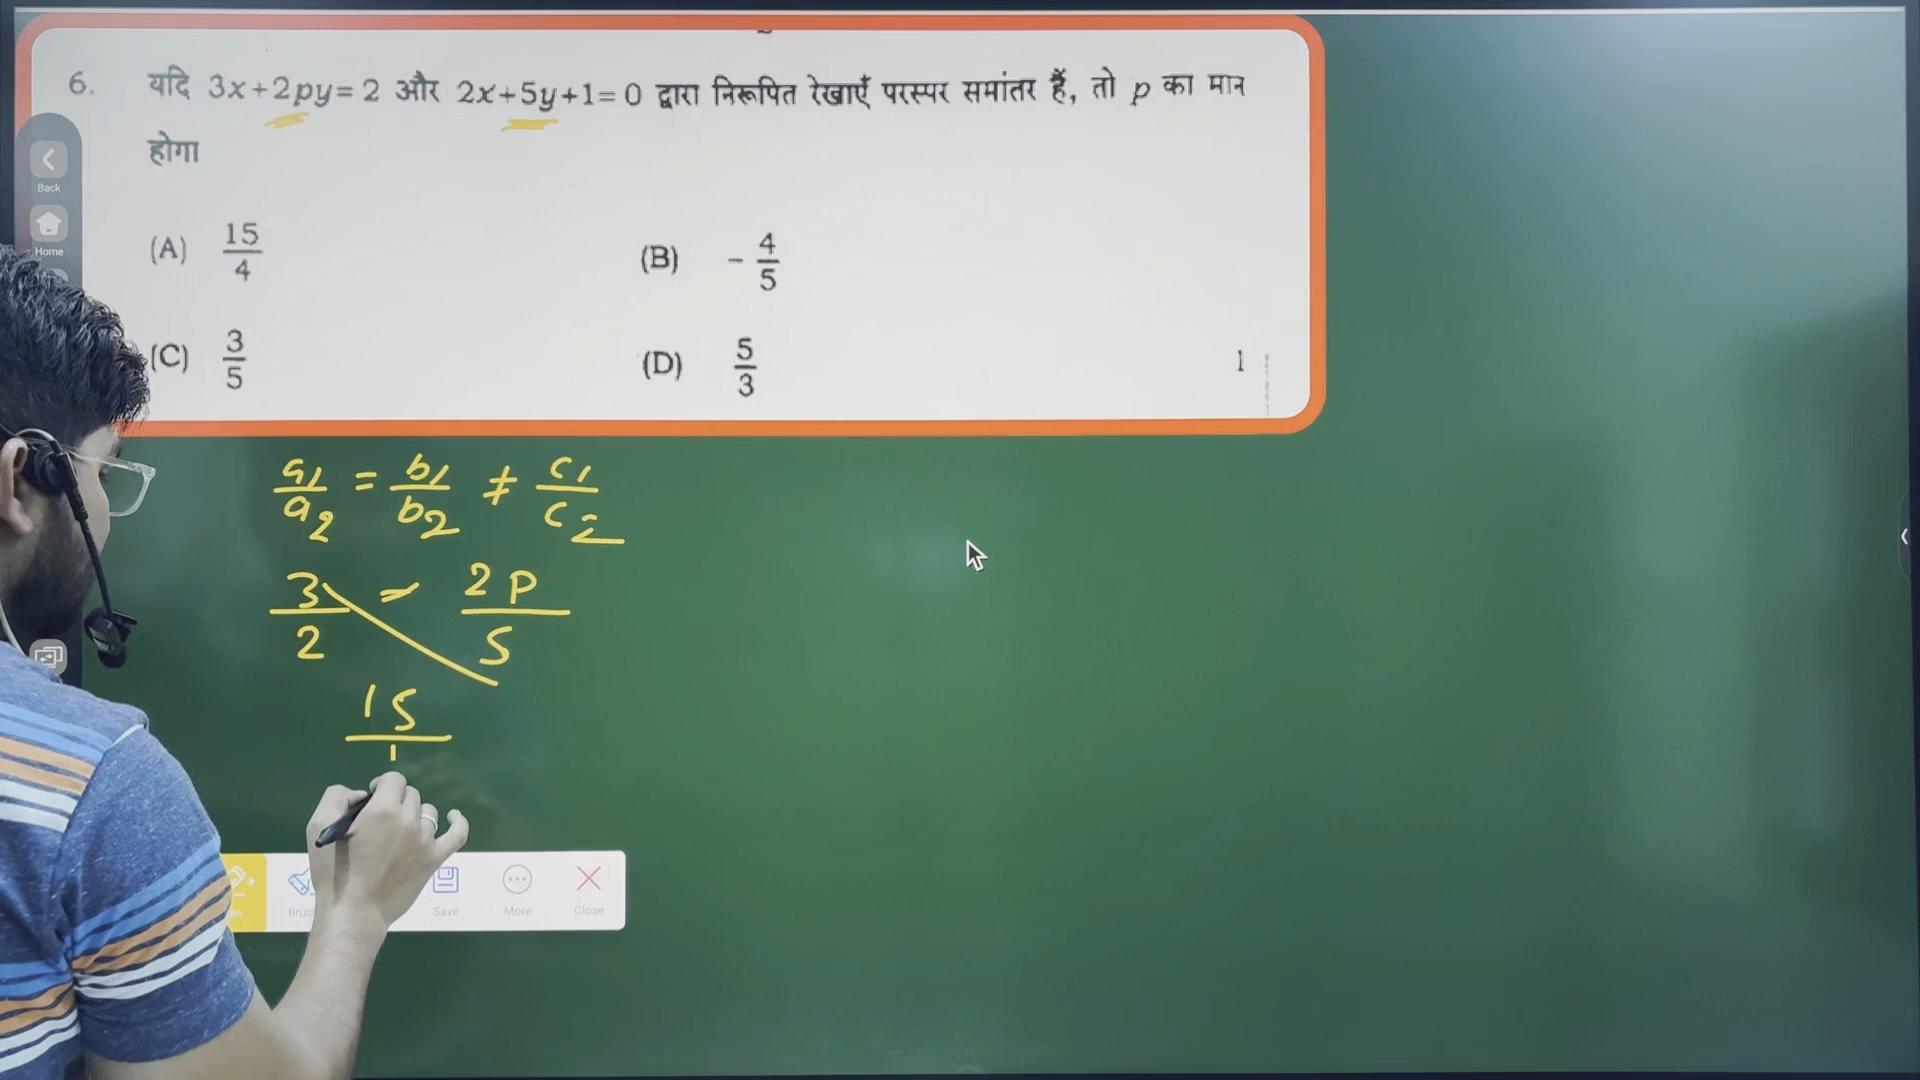 6. यदि 3x+2py=2 और 2x+5y+1=0 द्वारा निरूपित रेखाएँ परस्पर समांतर हैं, तो p का मान
होगा
Back
Home
(A) 15/4
(B) - 4/5
(C) 3/5
(D) 5/3
1
a1/a2 = b1/b2 ≠ c1/c2
3/2 = 2P/5
15
Save
More
Close